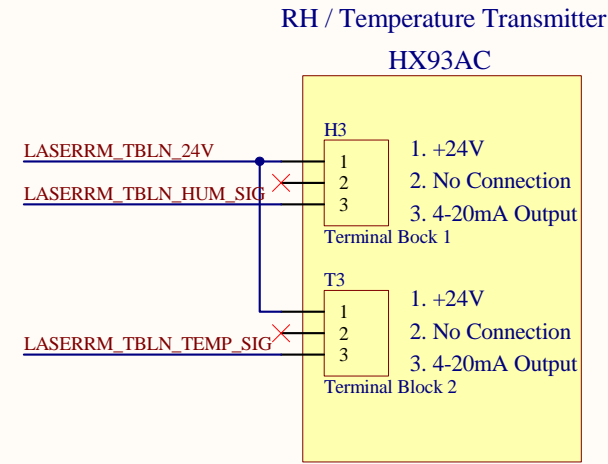 RH / Temperature Transmitter
HX93AC
H3
LASERRM_TBLN_24V
1
1. +24V
2
2. No Connection
LASERRM_TBLN_HUM_SIG
3
3. 4-20mA Output
Terminal Bock 1
T3
1
1. +24V
2
2. No Connection
LASERRM_TBLN_TEMP_SIG
3
3. 4-20mA Output
Terminal Block 2